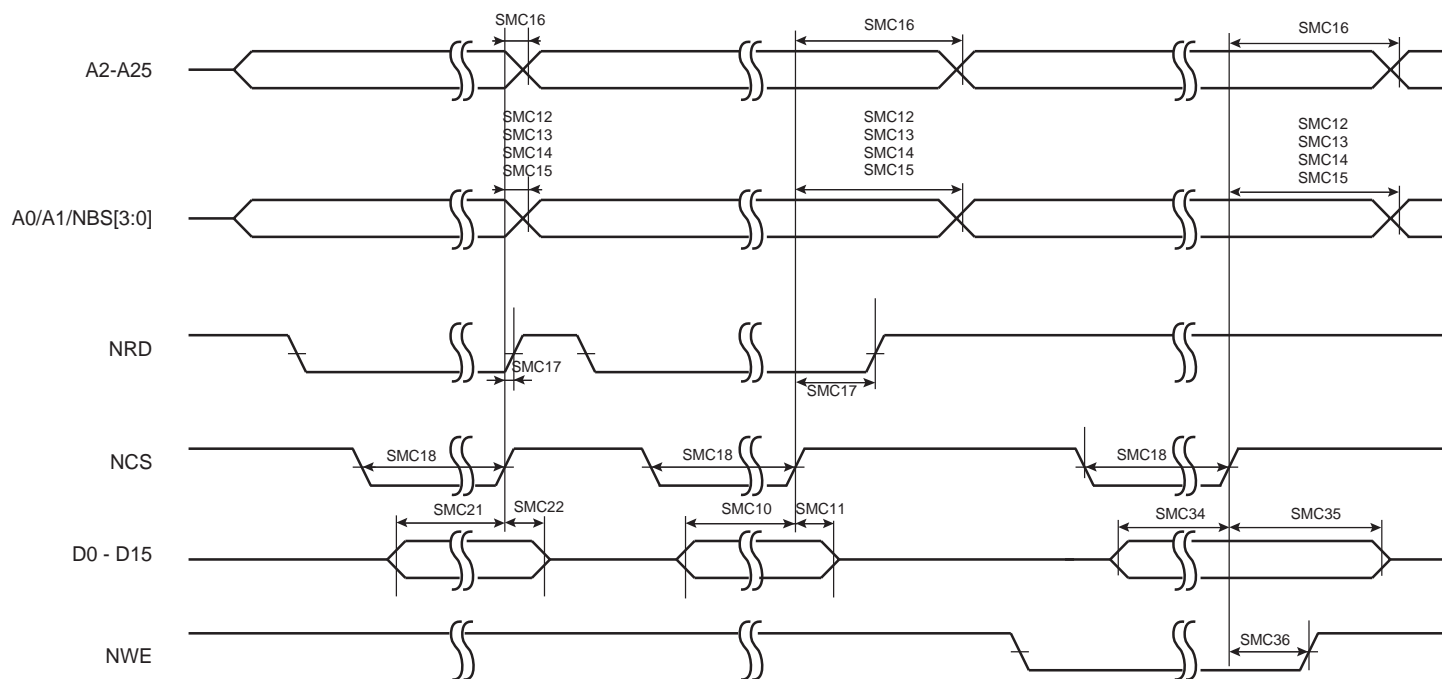 SMC16
SMC16
SMC16
A2-A25
SMC12
SMC13
SMC14
SMC15
SMC12
SMC13
SMC14
SMC15
SMC12
SMC13
SMC14
SMC15
A0/A1/NBS[3:0]
NRD
SMC17
SMC17
NCS
SMC18
SMC18
SMC18
SMC21
SMC22
SMC10
SMC11
SMC34
SMC35
D0 - D15
NWE
SMC36